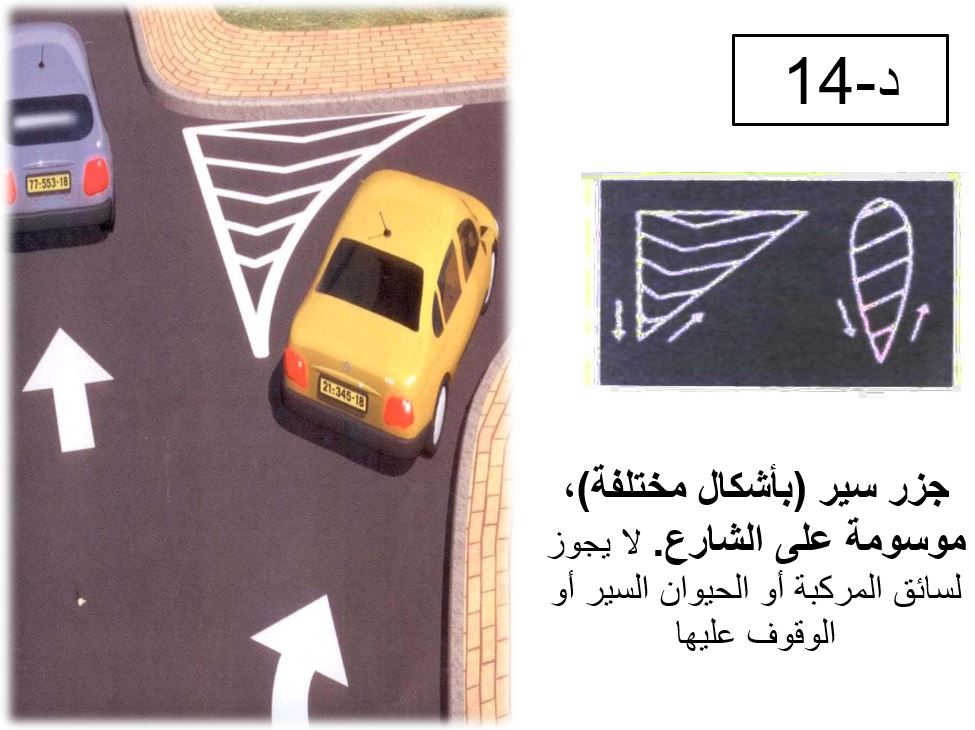 د-14
77-553-18
21-345-18
جزر سير (بأشكال مختلفة)،
موسومة على الشارع. لا يجوز
لسائق المركبة أو الحيوان السير أو
الوقوف عليها